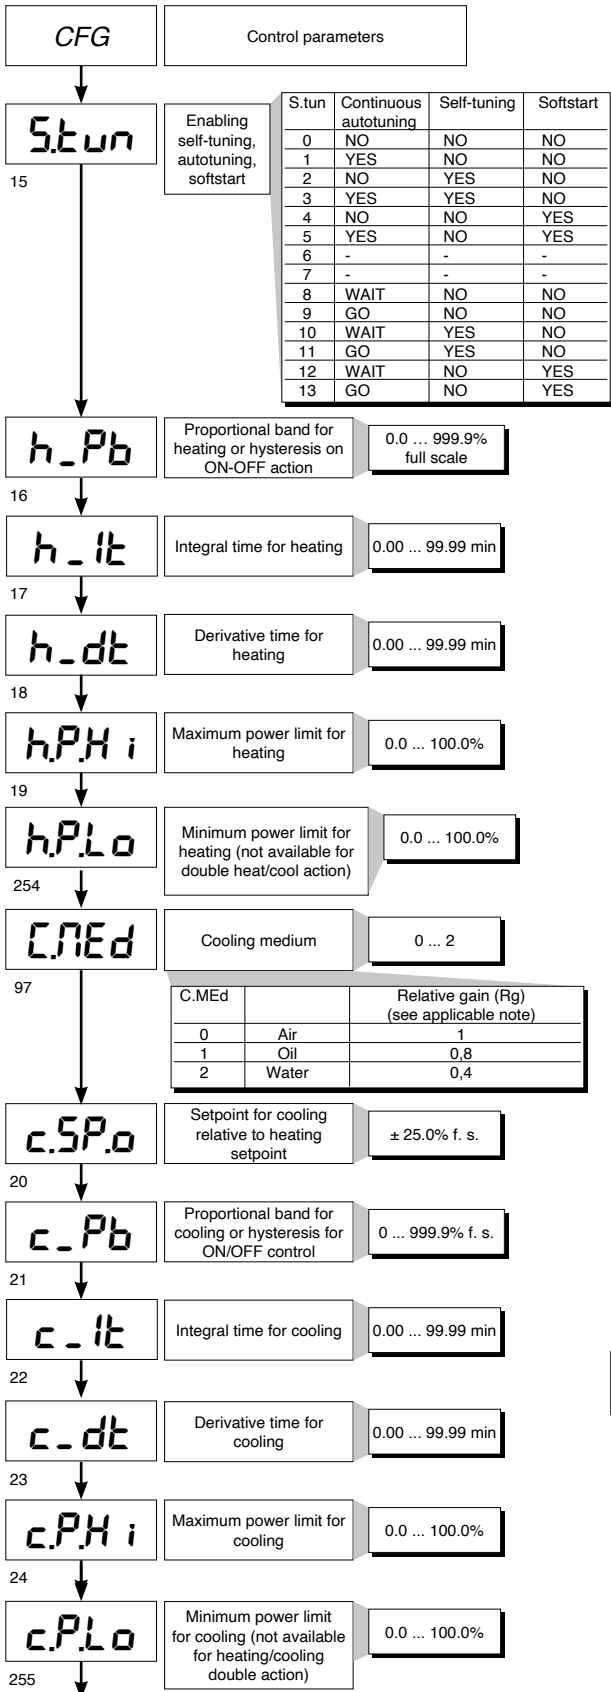 CFG
Control parameters
S.tun
15
Enabling
self-tuning,
autotuning,
softstart
S.tun Continuous autotuning Self-tuning Softstart
0 NO NO NO
1 YES NO NO
2 NO YES NO
3 YES YES NO
4 NO NO YES
5 YES NO YES
6 - - -
7 - - -
8 WAIT NO NO
9 GO NO NO
10 WAIT YES NO
11 GO YES NO
12 WAIT NO YES
13 GO NO YES
h_Pb
16
Proportional band for
heating or hysteresis on
ON-OFF action
0.0 ... 999.9%
full scale
h_It
17
Integral time for heating
0.00 ... 99.99 min
h_dt
18
Derivative time for
heating
0.00 ... 99.99 min
h.P.H i
19
Maximum power limit for
heating
0.0 ... 100.0%
h.P.L o
254
Minimum power limit for
heating (not available for
double heat/cool action)
0.0 ... 100.0%
C.MEd
97
Cooling medium
0 ... 2
C.MEd Relative gain (Rg)
(see applicable note)
0 Air 1
1 Oil 0,8
2 Water 0,4
c.SP.o
20
Setpoint for cooling
relative to heating
setpoint
± 25.0% f. s.
c_Pb
21
Proportional band for
cooling or hysteresis for
ON/OFF control
0 ... 999.9% f. s.
c_It
22
Integral time for cooling
0.00 ... 99.99 min
c_dt
23
Derivative time for
cooling
0.00 ... 99.99 min
c.P.H i
24
Maximum power limit for
cooling
0.0 ... 100.0%
c.P.L o
255
Minimum power limit
for cooling (not available
for heating/cooling
double action)
0.0 ... 100.0%